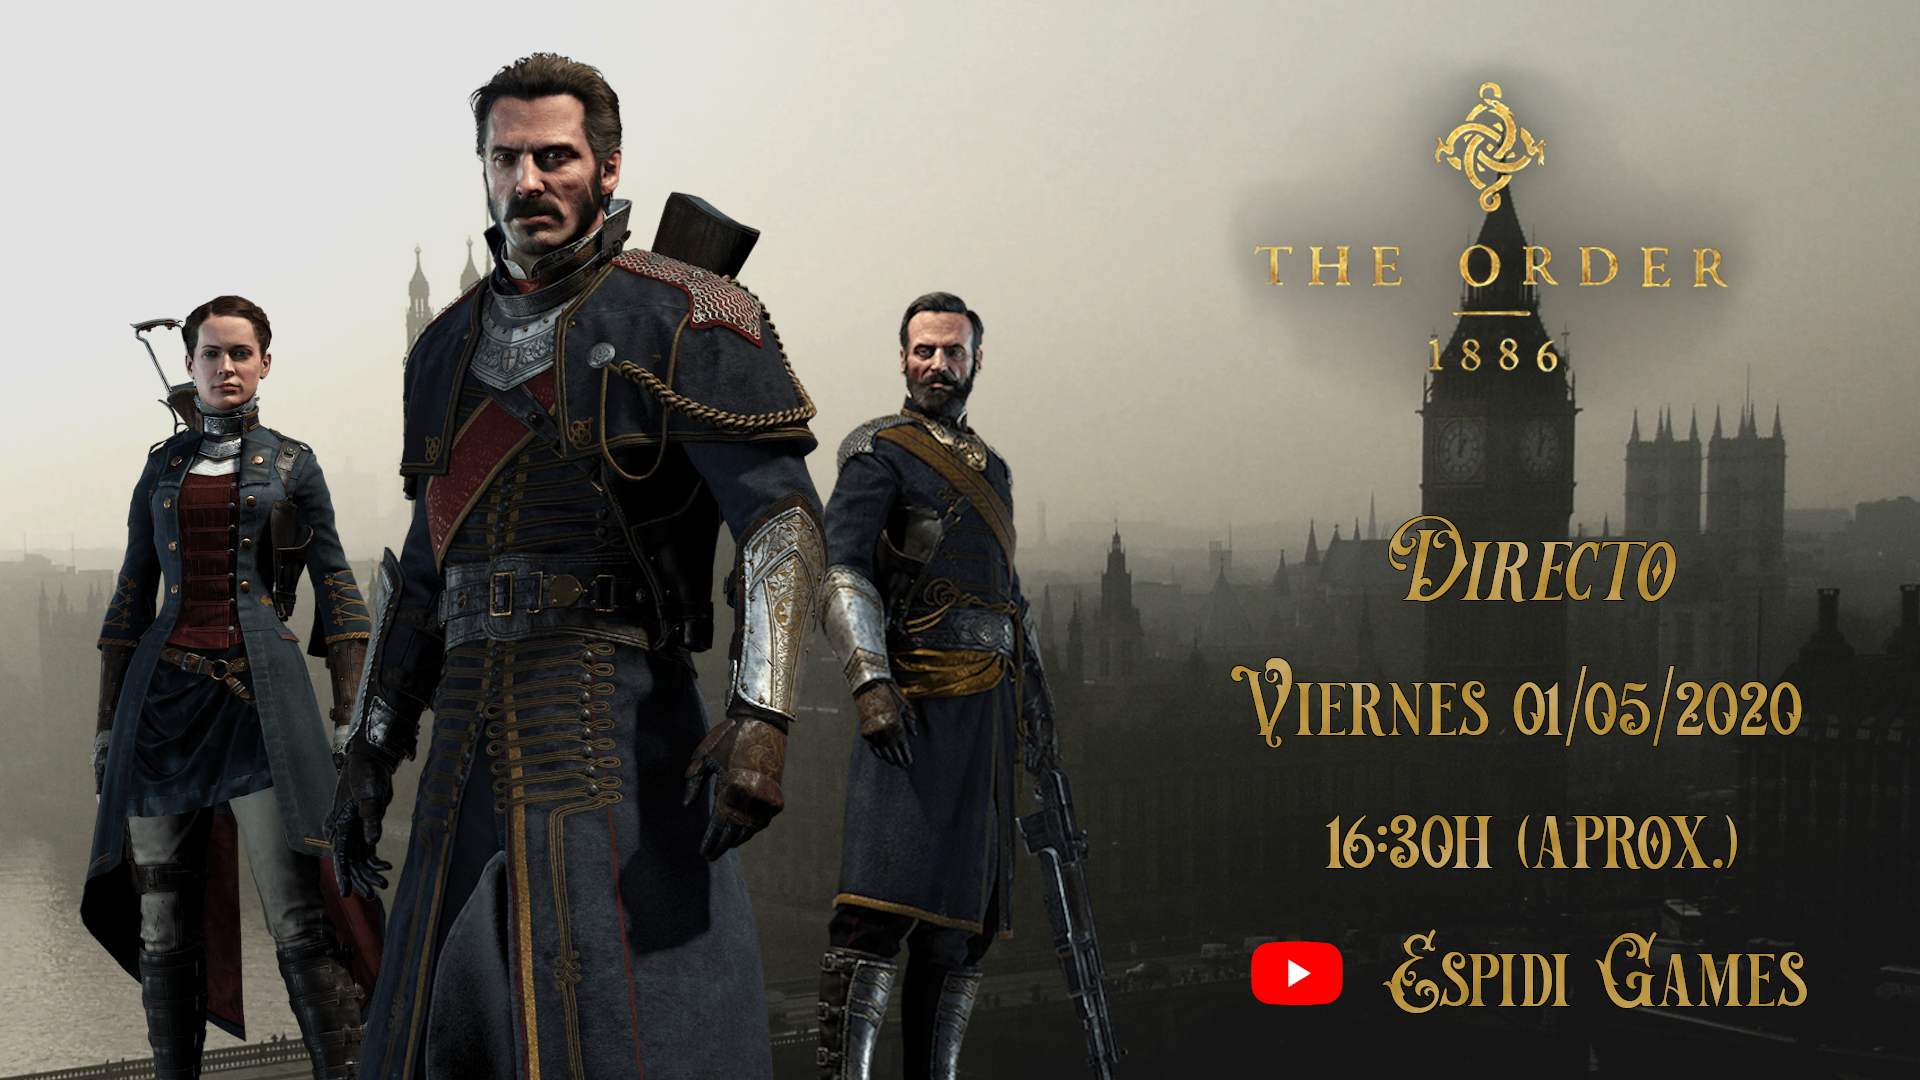 THE ORDER
1886
DIRECTO
VIERNES 01/05/2020
16:30H (APROX.)
ESPIDI GAMES